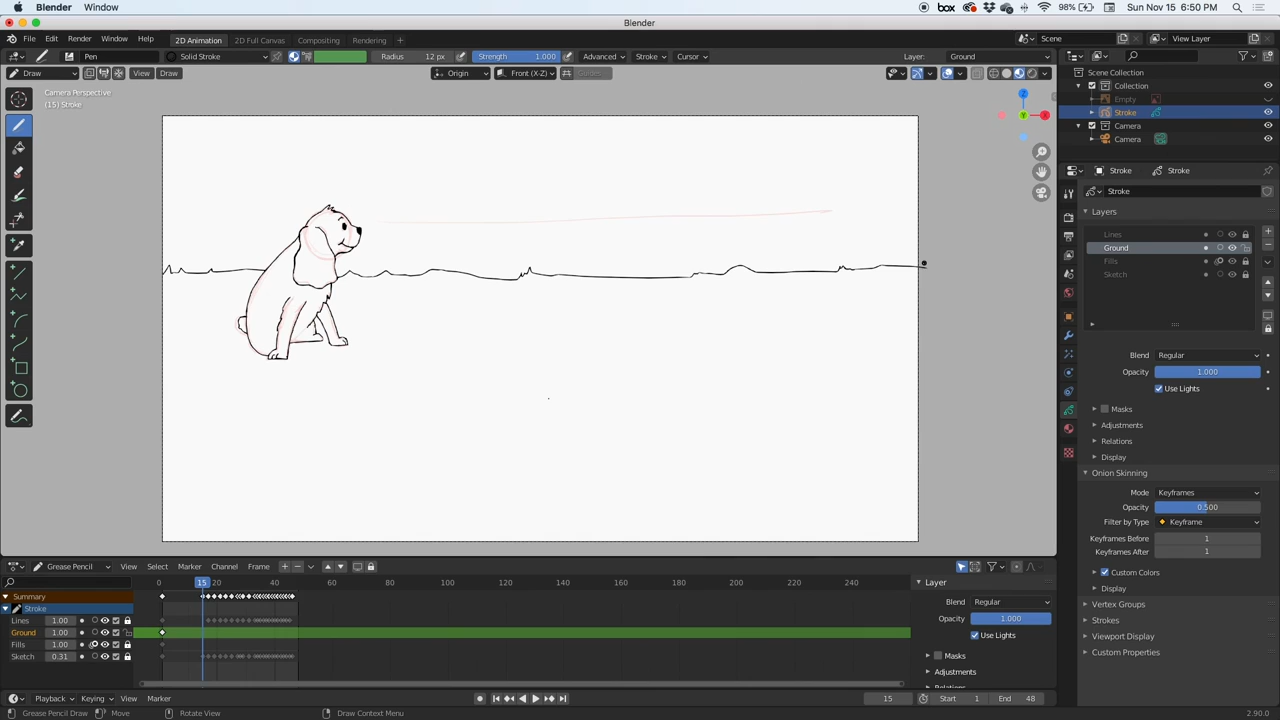 Blender Window box 98% Sun Nov 15 6:50 PM
Blender
File Edit Render Window Help 2D Animation 2D Full Canvas Compositing Rendering Scene View Layer
Pen Solid Stroke Radius 12 px Strength 1.000 Advanced Stroke Cursor Layer: Ground
Draw View Draw Origin Front (X-Z) Guides
Camera Perspective
(15) Stroke
Z
Y
X
Scene Collection
Collection
Empty
Stroke
Camera
Camera
Stroke Stroke
Stroke
Layers
Lines
Ground
Fills
Sketch
Blend Regular
Opacity 1.000
Use Lights
Masks
Adjustments
Relations
Display
Onion Skinning
Mode Keyframes
Opacity 0.500
Filter by Type Keyframe
Keyframes Before 1
Keyframes After 1
Custom Colors
Display
Vertex Groups
Strokes
Viewport Display
Custom Properties
Grease Pencil View Select Marker Channel Frame
0 15 20 40 60 80 100 120 140 160 180 200 220 240
Summary
Stroke
Lines 1.00
Ground 1.00
Fills 1.00
Sketch 0.31
Layer
Blend Regular
Opacity 1.000
Use Lights
Masks
Adjustments
Relations
Playback Keying View Marker 15 Start 1 End 48
Grease Pencil Draw Move Rotate View Draw Context Menu 2.90.0